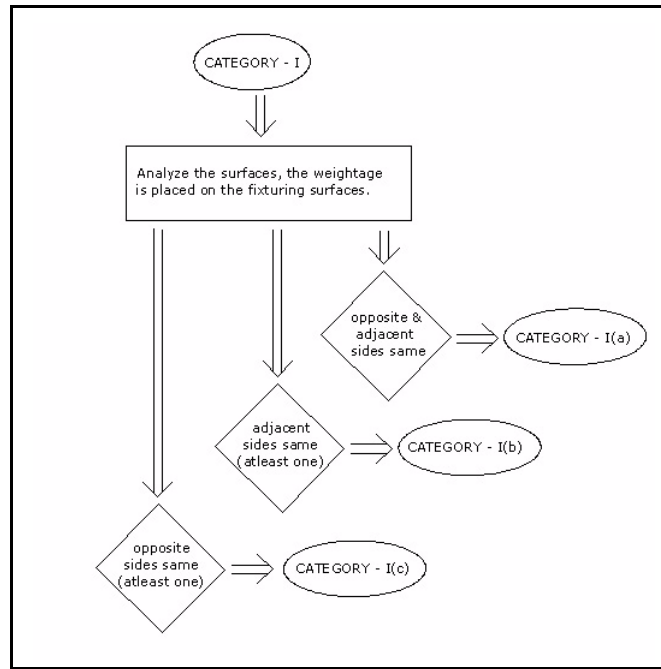 CATEGORY - I
Analyze the surfaces, the weightage
is placed on the fixturing surfaces.
opposite &
adjacent
sides same
CATEGORY - I(a)
adjacent
sides same
(atleast one)
CATEGORY - I(b)
opposite
sides same
(atleast one)
CATEGORY - I(c)